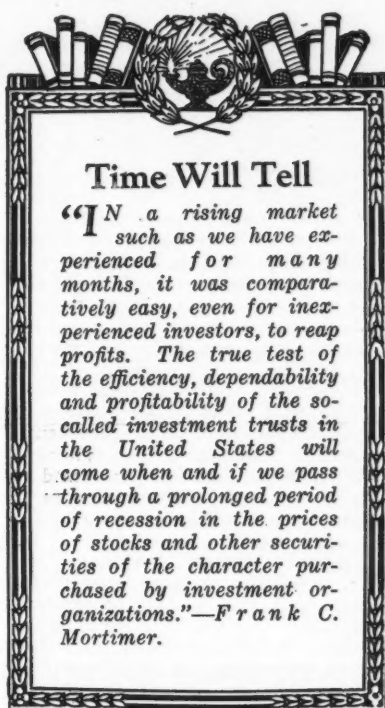 Time Will Tell
“IN a rising market
such as we have ex-
perienced for many
months, it was compara-
tively easy, even for inex-
perienced investors, to reap
profits. The true test of
the efficiency, dependability
and profitability of the so-
called investment trusts in
the United States will
come when and if we pass
through a prolonged period
of recession in the prices
of stocks and other securi-
ties of the character pur-
chased by investment or-
ganizations.”—Frank C.
Mortimer.